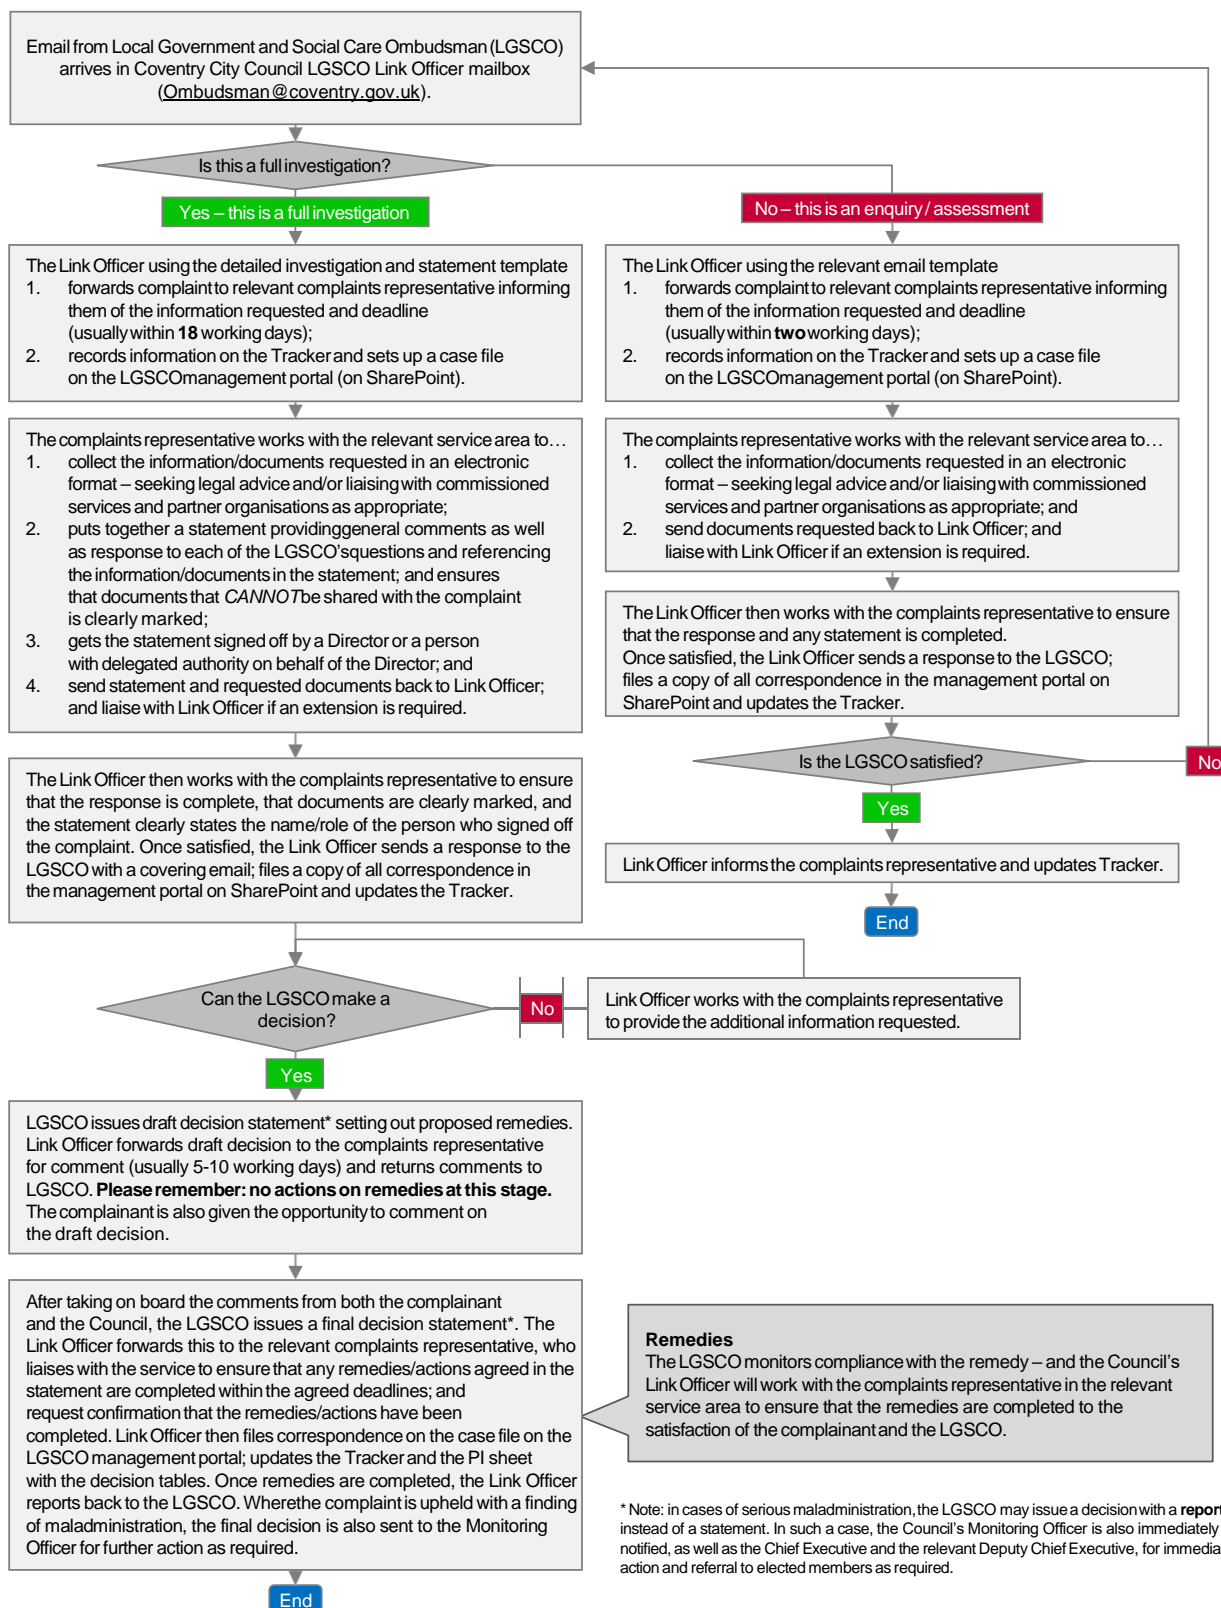 Email from Local Government and Social Care Ombudsman (LGSCO)
arrives in Coventry City Council LGSCO Link Officer mailbox
(Ombudsman@coventry.gov.uk).
Is this a full investigation?
Yes – this is a full investigation
No – this is an enquiry / assessment
The Link Officer using the detailed investigation and statement template
1. forwards complaint to relevant complaints representative informing
them of the information requested and deadline
(usually within 18 working days);
2. records information on the Tracker and sets up a case file
on the LGSCO management portal (on SharePoint).
The Link Officer using the relevant email template
1. forwards complaint to relevant complaints representative informing
them of the information requested and deadline
(usually within two working days);
2. records information on the Tracker and sets up a case file
on the LGSCO management portal (on SharePoint).
The complaints representative works with the relevant service area to…
1. collect the information/documents requested in an electronic
format – seeking legal advice and/or liaising with commissioned
services and partner organisations as appropriate;
2. puts together a statement providing general comments as well
as response to each of the LGSCO's questions and referencing
the information/documents in the statement; and ensures
that documents that CANNOT be shared with the complaint
is clearly marked;
3. gets the statement signed off by a Director or a person
with delegated authority on behalf of the Director; and
4. send statement and requested documents back to Link Officer;
and liaise with Link Officer if an extension is required.
The complaints representative works with the relevant service area to…
1. collect the information/documents requested in an electronic
format – seeking legal advice and/or liaising with commissioned
services and partner organisations as appropriate; and
2. send documents requested back to Link Officer; and
liaise with Link Officer if an extension is required.
The Link Officer then works with the complaints representative to ensure
that the response and any statement is completed.
Once satisfied, the Link Officer sends a response to the LGSCO;
files a copy of all correspondence in the management portal on
SharePoint and updates the Tracker.
Is the LGSCO satisfied?
No
Yes
Link Officer informs the complaints representative and updates Tracker.
End
The Link Officer then works with the complaints representative to ensure
that the response is complete, that documents are clearly marked, and
the statement clearly states the name/role of the person who signed off
the complaint. Once satisfied, the Link Officer sends a response to the
LGSCO with a covering email; files a copy of all correspondence in
the management portal on SharePoint and updates the Tracker.
Can the LGSCO make a
decision?
No
Link Officer works with the complaints representative
to provide the additional information requested.
Yes
LGSCO issues draft decision statement* setting out proposed remedies.
Link Officer forwards draft decision to the complaints representative
for comment (usually 5-10 working days) and returns comments to
LGSCO. Please remember: no actions on remedies at this stage.
The complainant is also given the opportunity to comment on
the draft decision.
After taking on board the comments from both the complainant
and the Council, the LGSCO issues a final decision statement*. The
Link Officer forwards this to the relevant complaints representative, who
liaises with the service to ensure that any remedies/actions agreed in the
statement are completed within the agreed deadlines; and
request confirmation that the remedies/actions have been
completed. Link Officer then files correspondence on the case file on the
LGSCO management portal; updates the Tracker and the PI sheet
with the decision tables. Once remedies are completed, the Link Officer
reports back to the LGSCO. Where the complaint is upheld with a finding
of maladministration, the final decision is also sent to the Monitoring
Officer for further action as required.
End
Remedies
The LGSCO monitors compliance with the remedy – and the Council's
Link Officer will work with the complaints representative in the relevant
service area to ensure that the remedies are completed to the
satisfaction of the complainant and the LGSCO.
* Note: in cases of serious maladministration, the LGSCO may issue a decision with a report
instead of a statement. In such a case, the Council's Monitoring Officer is also immediately
notified, as well as the Chief Executive and the relevant Deputy Chief Executive, for immedia
action and referral to elected members as required.